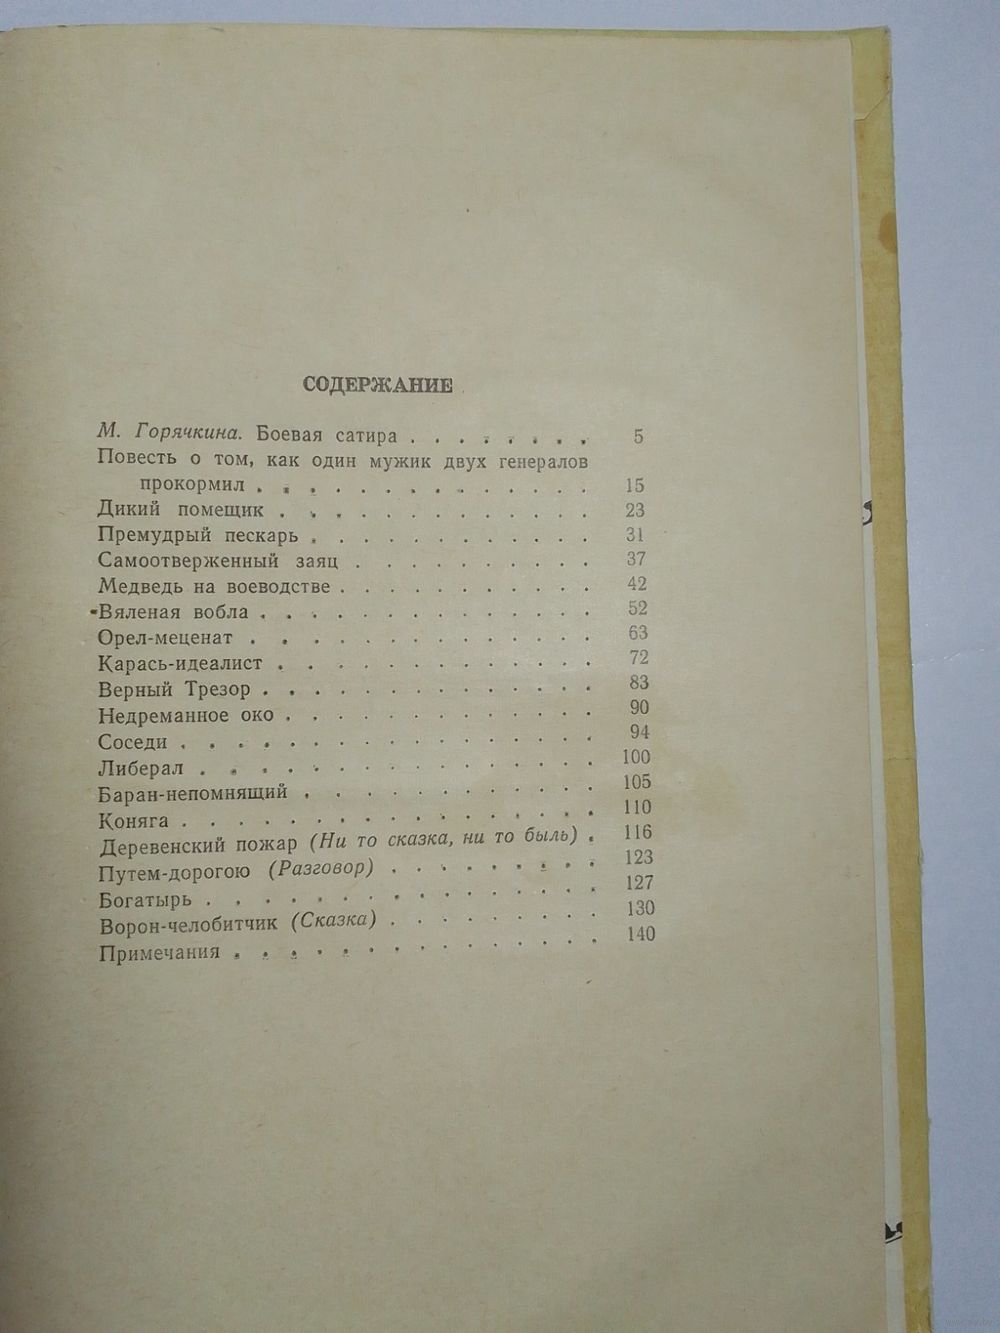 СОДЕРЖАНИЕ
М. Горячкина. Боевая сатира . . . . . . . . 5
Повесть о том, как один мужик двух генералов
прокормил . . . . . . . . . . . . . 15
Дикий помещик . . . . . . . . . . . . 23
Премудрый пескарь . . . . . . . . . . . 31
Самоотверженный заяц . . . . . . . . . 37
Медведь на воеводстве . . . . . . . . . . 42
Вяленая вобла . . . . . . . . . . . . . 52
Орел-меценат . . . . . . . . . . . . . 63
Карась-идеалист . . . . . . . . . . . . 72
Верный Трезор . . . . . . . . . . . . . 83
Недреманное око . . . . . . . . . . . . 90
Соседи . . . . . . . . . . . . . . . 94
Либерал . . . . . . . . . . . . . . 100
Баран-непомнящий . . . . . . . . . . . 105
Коняга . . . . . . . . . . . . . . . 110
Деревенский пожар (Ни то сказка, ни то быль) . 116
Путем-дорогою (Разговор) . . . . . . . . 123
Богатырь . . . . . . . . . . . . . . 127
Ворон-челобитчик (Сказка) . . . . . . . . 130
Примечания . . . . . . . . . . . . . 140